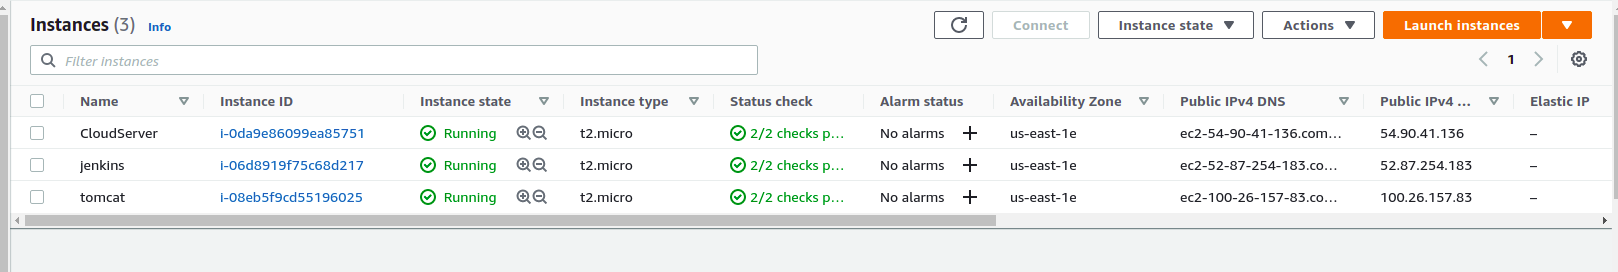 Instances (3) Info Connect Instance state Actions Launch instances
Filter instances 1
Name Instance ID Instance state Instance type Status check Alarm status Availability Zone Public IPv4 DNS Public IPv4 ... Elastic IP
CloudServer i-0da9e86099ea85751 Running t2.micro 2/2 checks p... No alarms + us-east-1e ec2-54-90-41-136.com... 54.90.41.136 –
jenkins i-06d8919f75c68d217 Running t2.micro 2/2 checks p... No alarms + us-east-1e ec2-52-87-254-183.co... 52.87.254.183 –
tomcat i-08eb5f9cd55196025 Running t2.micro 2/2 checks p... No alarms + us-east-1e ec2-100-26-157-83.co... 100.26.157.83 –